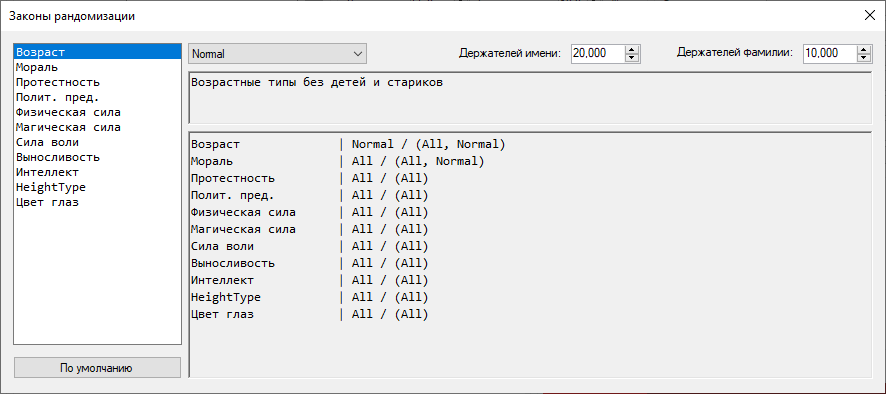 Законы рандомизации
Возраст
Мораль
Протестность
Полит. пред.
Физическая сила
Магическая сила
Сила воли
Выносливость
Интеллект
HeightType
Цвет глаз
По умолчанию
Normal
Держателей имени: 20,000
Держателей фамилии: 10,000
Возрастные типы без детей и стариков
Возраст | Normal / (All, Normal)
Мораль | All / (All, Normal)
Протестность | All / (All)
Полит. пред. | All / (All)
Физическая сила | All / (All)
Магическая сила | All / (All)
Сила воли | All / (All)
Выносливость | All / (All)
Интеллект | All / (All)
HeightType | All / (All)
Цвет глаз | All / (All)